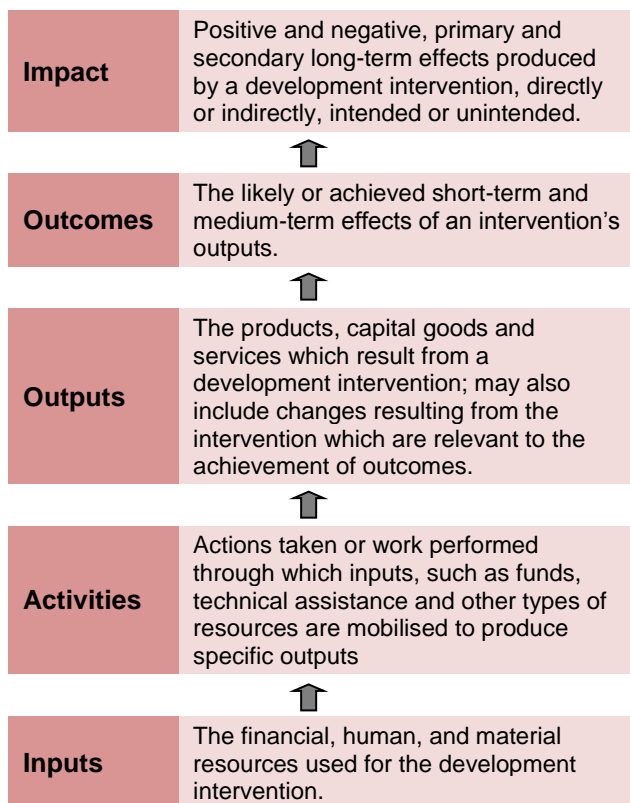 Impact
Positive and negative, primary and
secondary long-term effects produced
by a development intervention, directly
or indirectly, intended or unintended.
Outcomes
The likely or achieved short-term and
medium-term effects of an intervention's
outputs.
Outputs
The products, capital goods and
services which result from a
development intervention; may also
include changes resulting from the
intervention which are relevant to the
achievement of outcomes.
Activities
Actions taken or work performed
through which inputs, such as funds,
technical assistance and other types of
resources are mobilised to produce
specific outputs
Inputs
The financial, human, and material
resources used for the development
intervention.